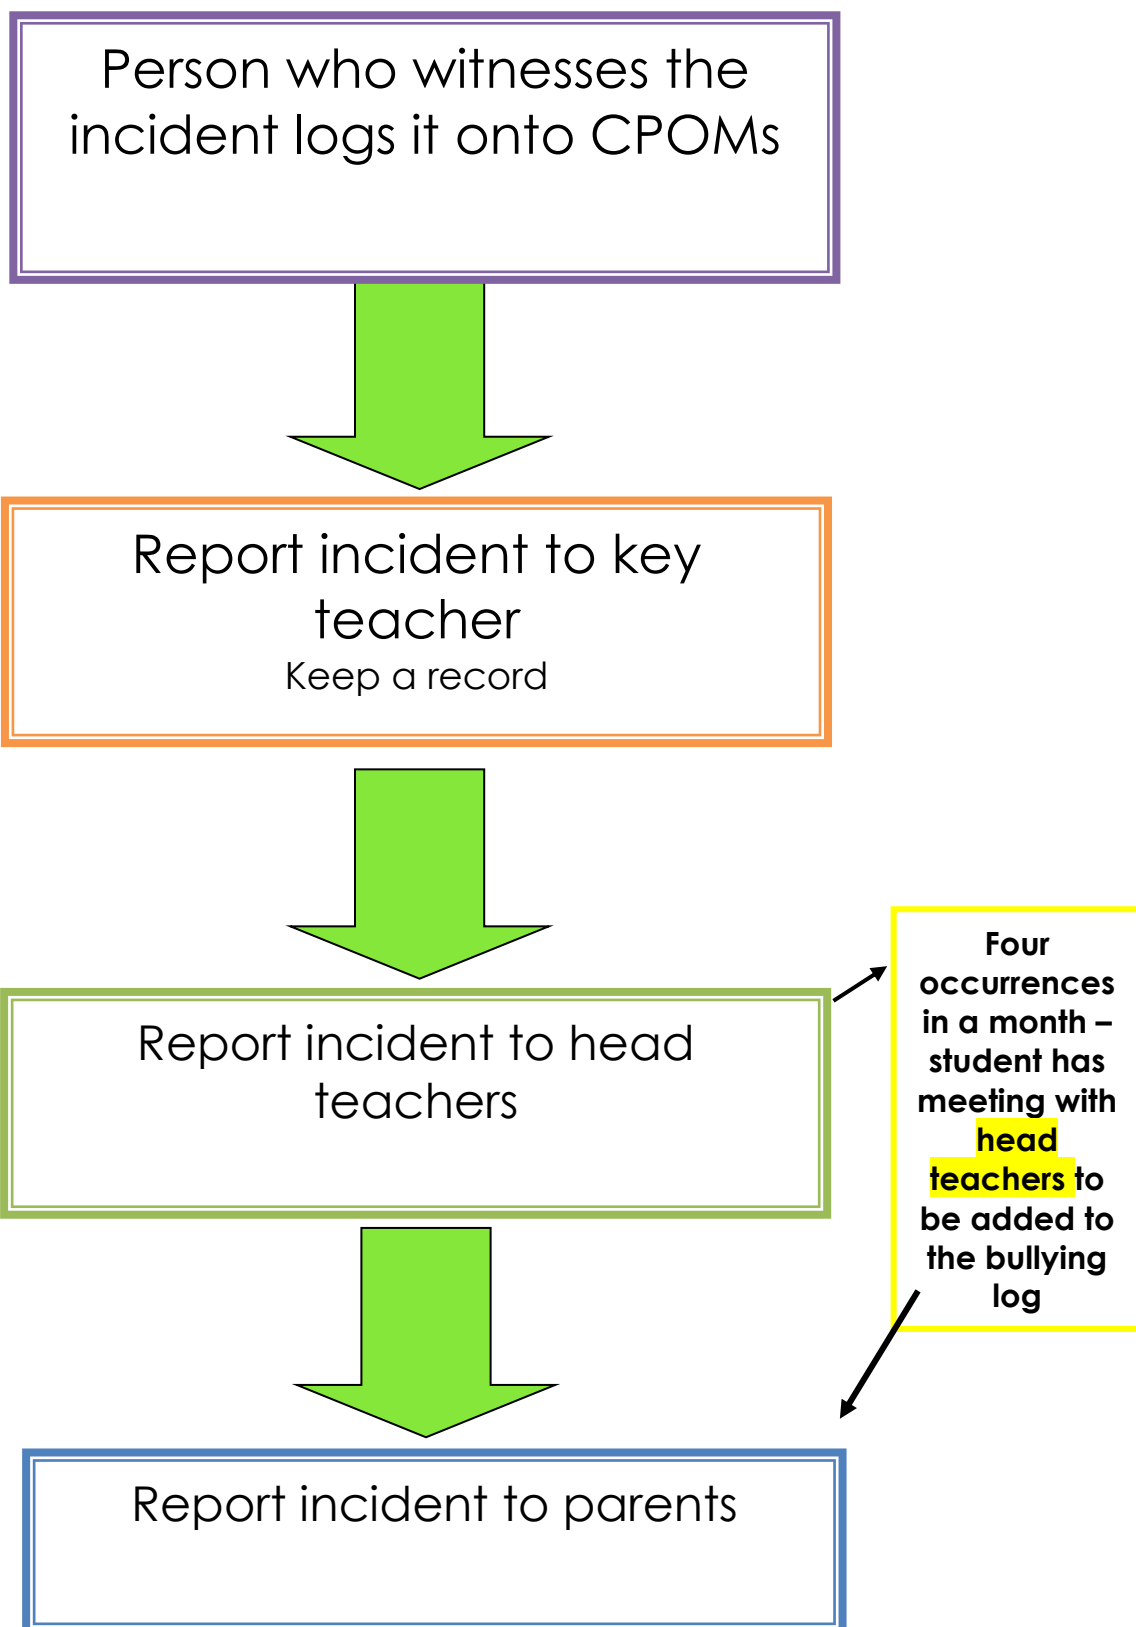 Person who witnesses the
incident logs it onto CPOMs
Report incident to key
teacher
Keep a record
Report incident to head
teachers
Four
occurrences
in a month –
student has
meeting with
head
teachers to
be added to
the bullying
log
Report incident to parents